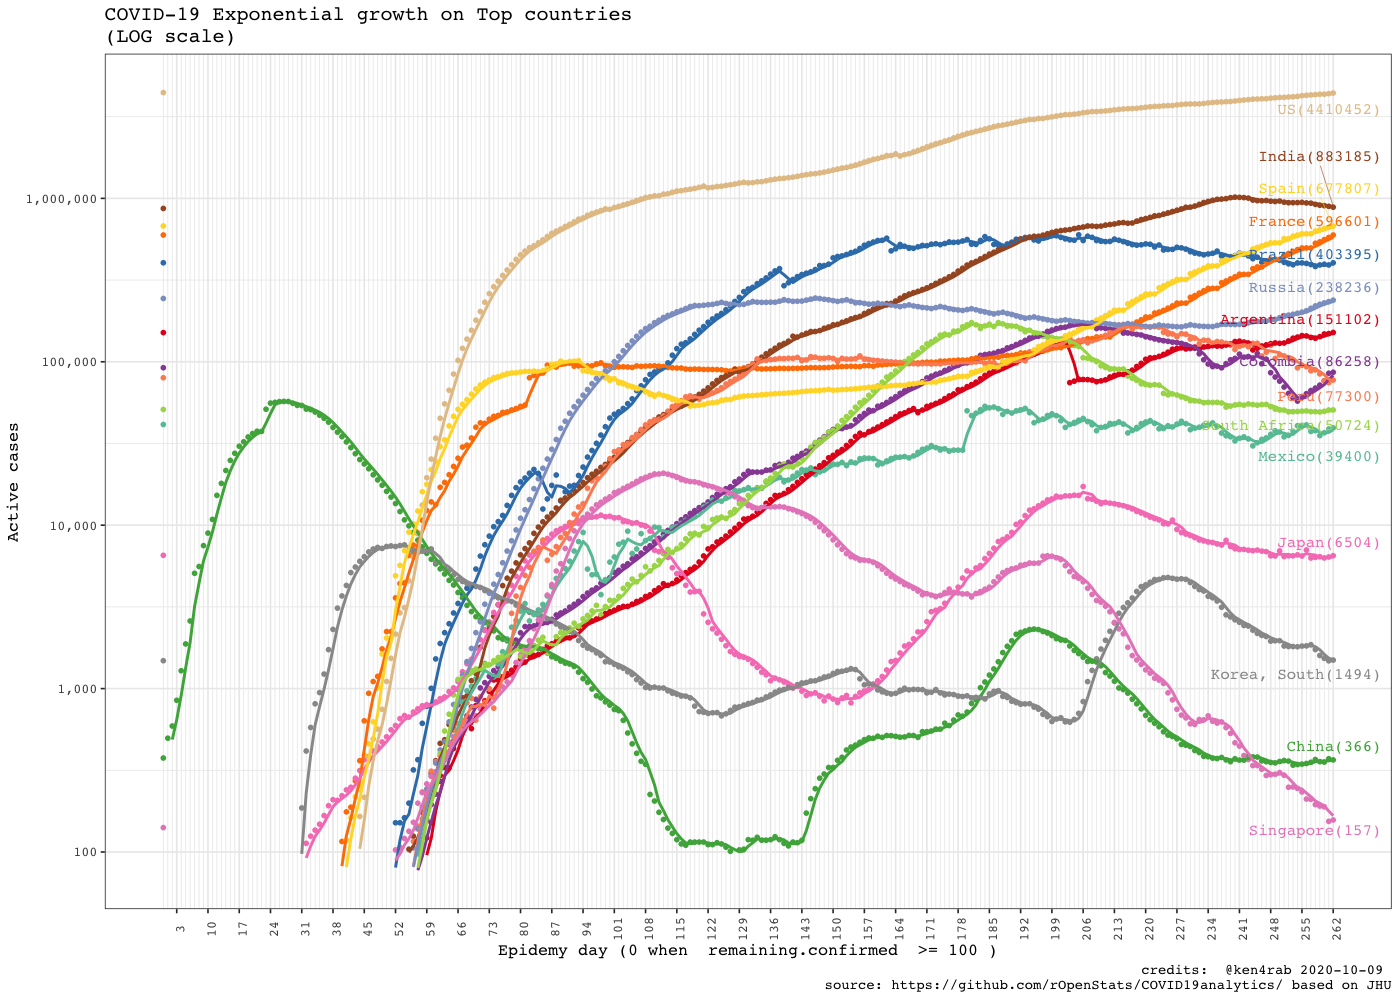 COVID-19 Exponential growth on Top countries
(LOG scale)
US(4410452)
India(883185)
1,000,000
Spain(677807)
France(596601)
Brazil(403395)
Russia(238236)
Argentina(151102)
100,000
Colombia(86258)
Peru(77300)
South Africa(50724)
Mexico(39400)
Active cases
10,000
Japan(6504)
Korea, South(1494)
1,000
China(366)
Singapore(157)
100
3 10 17 24 31 38 45 52 59 66 73 80 87 94 101 108 115 122 129 136 143 150 157 164 171 178 185 192 199 206 213 220 227 234 241 248 255 262
Epidemy day (0 when  remaining.confirmed  >= 100 )
credits:  @ken4rab 2020-10-09
source: https://github.com/rOpenStats/COVID19analytics/ based on JHU